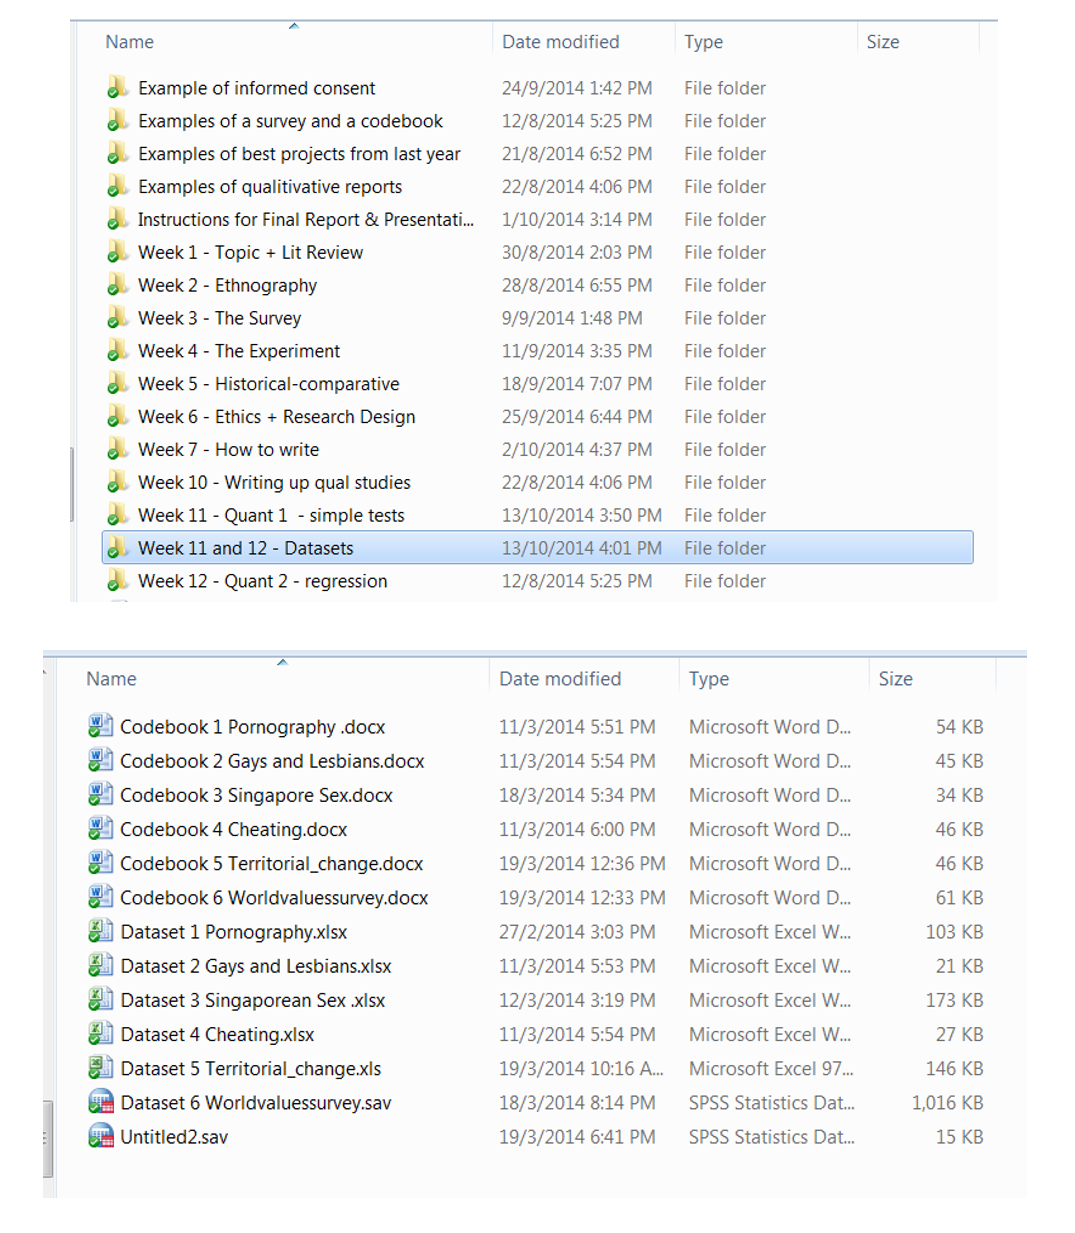 Name Date modified Type Size
Example of informed consent 24/9/2014 1:42 PM File folder
Examples of a survey and a codebook 12/8/2014 5:25 PM File folder
Examples of best projects from last year 21/8/2014 6:52 PM File folder
Examples of qualitivative reports 22/8/2014 4:06 PM File folder
Instructions for Final Report & Presentati... 1/10/2014 3:14 PM File folder
Week 1 - Topic + Lit Review 30/8/2014 2:03 PM File folder
Week 2 - Ethnography 28/8/2014 6:55 PM File folder
Week 3 - The Survey 9/9/2014 1:48 PM File folder
Week 4 - The Experiment 11/9/2014 3:35 PM File folder
Week 5 - Historical-comparative 18/9/2014 7:07 PM File folder
Week 6 - Ethics + Research Design 25/9/2014 6:44 PM File folder
Week 7 - How to write 2/10/2014 4:37 PM File folder
Week 10 - Writing up qual studies 22/8/2014 4:06 PM File folder
Week 11 - Quant 1  - simple tests 13/10/2014 3:50 PM File folder
Week 11 and 12 - Datasets 13/10/2014 4:01 PM File folder
Week 12 - Quant 2 - regression 12/8/2014 5:25 PM File folder
Name Date modified Type Size
Codebook 1 Pornography .docx 11/3/2014 5:51 PM Microsoft Word D... 54 KB
Codebook 2 Gays and Lesbians.docx 11/3/2014 5:54 PM Microsoft Word D... 45 KB
Codebook 3 Singapore Sex.docx 18/3/2014 5:34 PM Microsoft Word D... 34 KB
Codebook 4 Cheating.docx 11/3/2014 6:00 PM Microsoft Word D... 46 KB
Codebook 5 Territorial_change.docx 19/3/2014 12:36 PM Microsoft Word D... 46 KB
Codebook 6 Worldvaluessurvey.docx 19/3/2014 12:33 PM Microsoft Word D... 61 KB
Dataset 1 Pornography.xlsx 27/2/2014 3:03 PM Microsoft Excel W... 103 KB
Dataset 2 Gays and Lesbians.xlsx 11/3/2014 5:53 PM Microsoft Excel W... 21 KB
Dataset 3 Singaporean Sex .xlsx 12/3/2014 3:19 PM Microsoft Excel W... 173 KB
Dataset 4 Cheating.xlsx 11/3/2014 5:54 PM Microsoft Excel W... 27 KB
Dataset 5 Territorial_change.xls 19/3/2014 10:16 A... Microsoft Excel 97... 146 KB
Dataset 6 Worldvaluessurvey.sav 18/3/2014 8:14 PM SPSS Statistics Dat... 1,016 KB
Untitled2.sav 19/3/2014 6:41 PM SPSS Statistics Dat... 15 KB